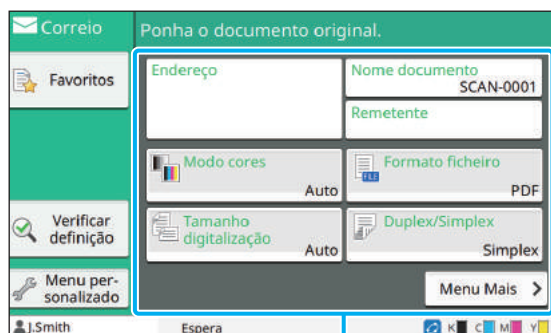 Correio
Ponha o documento original.
Favoritos
Endereço
Nome documento
SCAN-0001
Remetente
Modo cores
Auto
Formato ficheiro
FILE
PDF
Verificar
definição
Tamanho
digitalização
Auto
Duplex/Simplex
Simplex
Menu per-
sonalizado
Menu Mais >
J.Smith
Espera
K C M Y